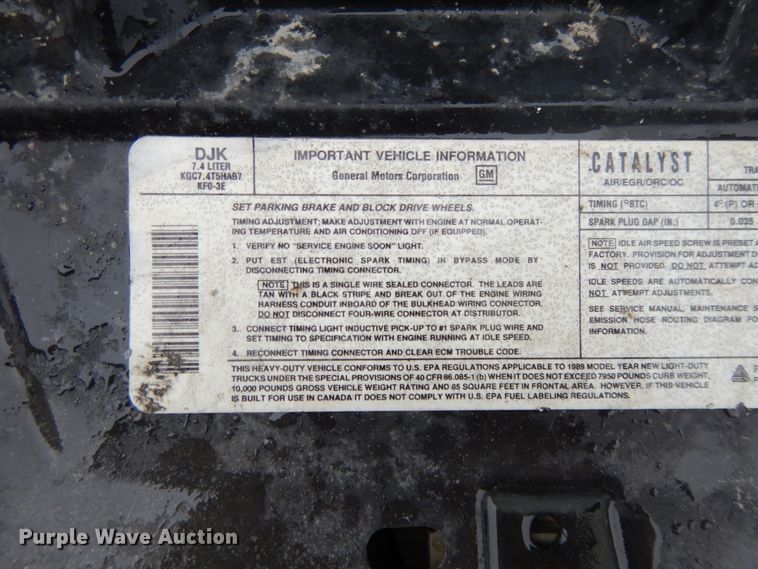 DJK
7.4 LITER
KGC7.4T5HAB7
KF0-3E
IMPORTANT VEHICLE INFORMATION
General Motors Corporation GM
CATALYST
AIR/EGR/ORC/OC
AUTOMATI
TIMING (°BTC)
4° (P) OR
SPARK PLUG GAP (IN.)
0.035
SET PARKING BRAKE AND BLOCK DRIVE WHEELS.
TIMING ADJUSTMENT: MAKE ADJUSTMENT WITH ENGINE AT NORMAL OPERAT-
ING TEMPERATURE AND AIR CONDITIONING OFF (IF EQUIPPED).
1. VERIFY NO "SERVICE ENGINE SOON" LIGHT.
2. PUT EST (ELECTRONIC SPARK TIMING) IN BYPASS MODE BY
DISCONNECTING TIMING CONNECTOR.
NOTE THIS IS A SINGLE WIRE SEALED CONNECTOR. THE LEADS ARE
TAN WITH A BLACK STRIPE AND BREAK OUT OF THE ENGINE WIRING
HARNESS CONDUIT INBOARD OF THE BULKHEAD WIRING CONNECTOR.
DO NOT DISCONNECT FOUR-WIRE CONNECTOR AT DISTRIBUTOR.
3. CONNECT TIMING LIGHT INDUCTIVE PICK-UP TO #1 SPARK PLUG WIRE AND
SET TIMING TO SPECIFICATION WITH ENGINE RUNNING AT IDLE SPEED.
4. RECONNECT TIMING CONNECTOR AND CLEAR ECM TROUBLE CODE.
NOTE IDLE AIR SPEED SCREW IS PRESET A
FACTORY. PROVISION FOR ADJUSTMENT D
IS NOT PROVIDED. DO NOT ATTEMPT AD
IDLE SPEEDS ARE AUTOMATICALLY CON
NOT ATTEMPT ADJUSTMENTS.
SEE SERVICE MANUAL, MAINTENANCE S
EMISSION HOSE ROUTING DIAGRAM FO
INFORMATION.
THIS HEAVY-DUTY VEHICLE CONFORMS TO U.S. EPA REGULATIONS APPLICABLE TO 1989 MODEL YEAR NEW LIGHT-DUTY
TRUCKS UNDER THE SPECIAL PROVISIONS OF 40 CFR 86.085-1 (b) WHEN IT DOES NOT EXCEED 7950 POUNDS CURB WEIGHT,
10,000 POUNDS GROSS VEHICLE WEIGHT RATING AND 85 SQUARE FEET IN FRONTAL AREA. HOWEVER, IF THIS VEHICLE
IS BUILT FOR USE IN CANADA IT DOES NOT COMPLY WITH U.S. EPA FUEL LABELING REGULATIONS.
Purple Wave Auction